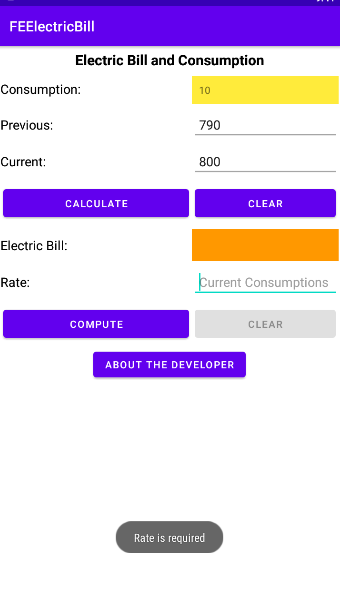 FEElectricBill
Electric Bill and Consumption
Consumption: 10
Previous: 790
Current: 800
CALCULATE CLEAR
Electric Bill:
Rate: Current Consumptions
COMPUTE CLEAR
ABOUT THE DEVELOPER
Rate is required